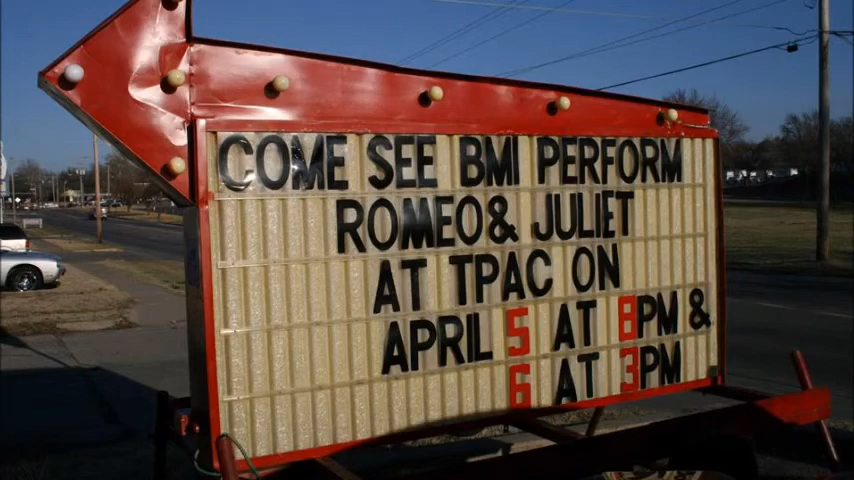 COME SEE BMI PERFORM
ROMEO & JULIET
AT TPAC ON
APRIL 5 AT 8PM &
6 AT 3PM